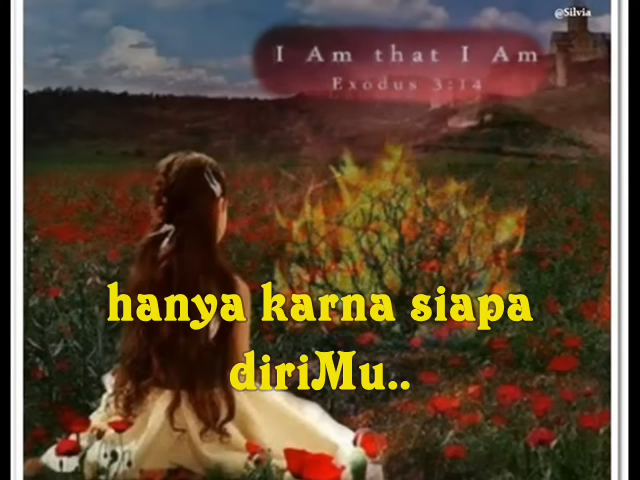 @Silvia
I Am that I Am
Exodus 3:14
hanya karna siapa
diriMu..